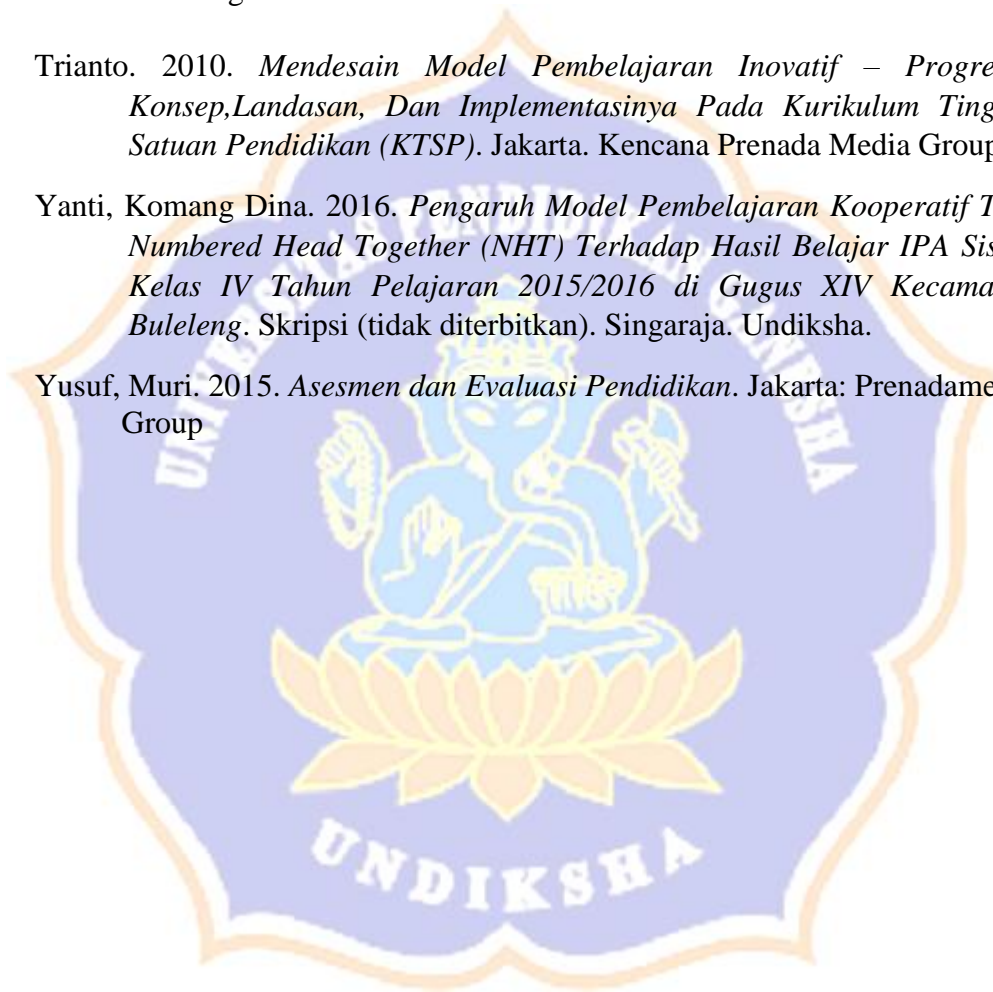 Trianto. 2010. Mendesain Model Pembelajaran Inovatif – Progre
Konsep,Landasan, Dan Implementasinya Pada Kurikulum Ting
Satuan Pendidikan (KTSP). Jakarta. Kencana Prenada Media Group
Yanti, Komang Dina. 2016. Pengaruh Model Pembelajaran Kooperatif T
Numbered Head Together (NHT) Terhadap Hasil Belajar IPA Sis
Kelas IV Tahun Pelajaran 2015/2016 di Gugus XIV Kecama
Buleleng. Skripsi (tidak diterbitkan). Singaraja. Undiksha.
Yusuf, Muri. 2015. Asesmen dan Evaluasi Pendidikan. Jakarta: Prenadame
Group
UNIVERSITAS PENDIDIKAN GANESHA
UNDIKSHA